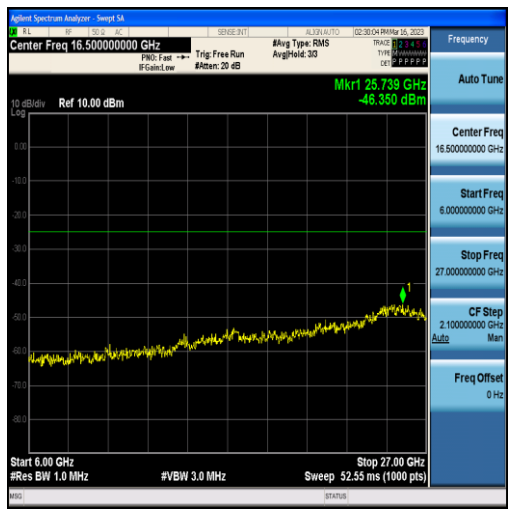 Agilent Spectrum Analyzer - Swept SA
RL RF 50 Ω AC SENSE:INT ALIGN AUTO 02:30:04 PM Mar 16, 2023
Center Freq 16.500000000 GHz
PNO: Fast
IFGain:Low
Trig: Free Run
#Atten: 20 dB
#Avg Type: RMS
Avg|Hold: 3/3
TRACE 1 2 3 4 5 6
TYPE MWWWWW
DET P P P P P P
Mkr1 25.739 GHz
-46.350 dBm
10 dB/div Ref 10.00 dBm
Log
0.00
-10.0
-20.0
-30.0
-40.0
-50.0
-60.0
-70.0
-80.0
1
Start 6.00 GHz
Stop 27.00 GHz
#Res BW 1.0 MHz
#VBW 3.0 MHz
Sweep 52.55 ms (1000 pts)
MSG
STATUS
Frequency
Auto Tune
Center Freq
16.500000000 GHz
Start Freq
6.000000000 GHz
Stop Freq
27.000000000 GHz
CF Step
2.100000000 GHz
Auto Man
Freq Offset
0 Hz